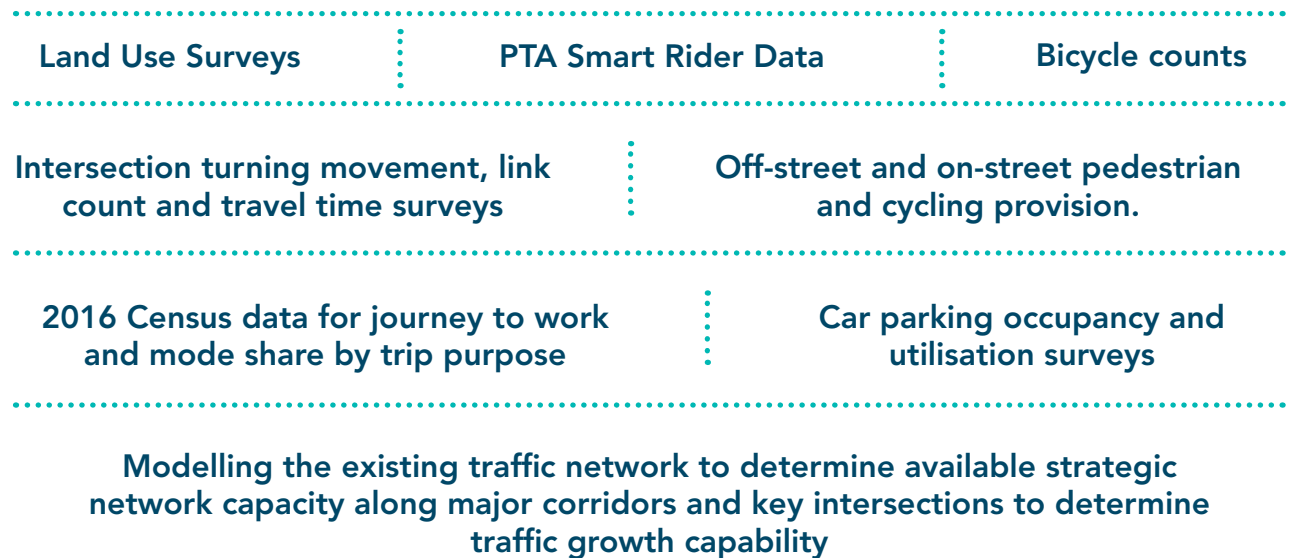 Land Use Surveys
PTA Smart Rider Data
Bicycle counts
Intersection turning movement, link
count and travel time surveys
Off-street and on-street pedestrian
and cycling provision.
2016 Census data for journey to work
and mode share by trip purpose
Car parking occupancy and
utilisation surveys
Modelling the existing traffic network to determine available strategic
network capacity along major corridors and key intersections to determine
traffic growth capability